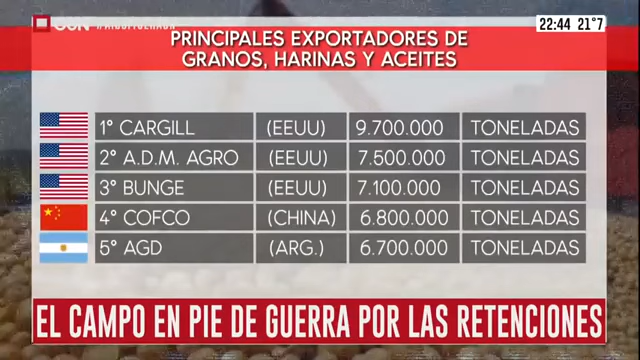 22:44 21°7
PRINCIPALES EXPORTADORES DE
GRANOS, HARINAS Y ACEITES
1° CARGILL (EEUU) 9.700.000 TONELADAS
2° A.D.M. AGRO (EEUU) 7.500.000 TONELADAS
3° BUNGE (EEUU) 7.100.000 TONELADAS
4° COFCO (CHINA) 6.800.000 TONELADAS
5° AGD (ARG.) 6.700.000 TONELADAS
EL CAMPO EN PIE DE GUERRA POR LAS RETENCIONES